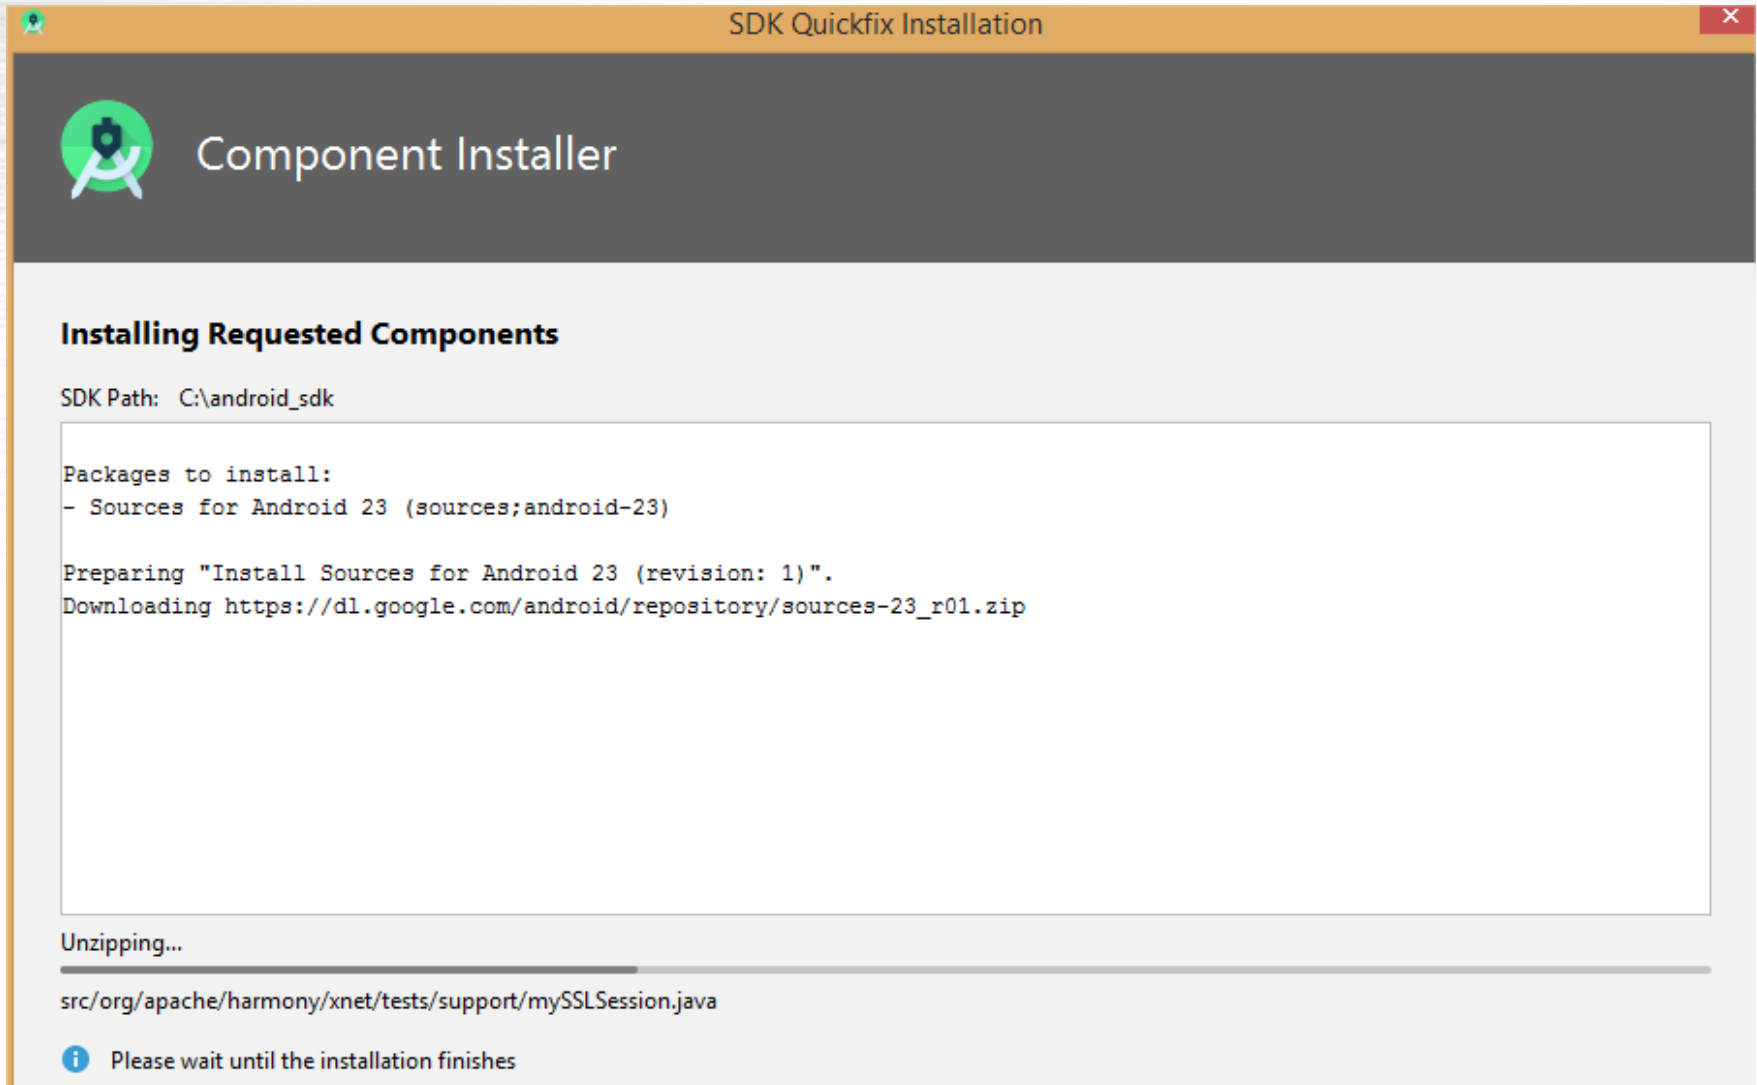 SDK Quickfix Installation
Component Installer
Installing Requested Components
SDK Path: C:\android_sdk
Packages to install:
- Sources for Android 23 (sources;android-23)
Preparing "Install Sources for Android 23 (revision: 1)".
Downloading https://dl.google.com/android/repository/sources-23_r01.zip
Unzipping...
src/org/apache/harmony/xnet/tests/support/mySSLSession.java
Please wait until the installation finishes